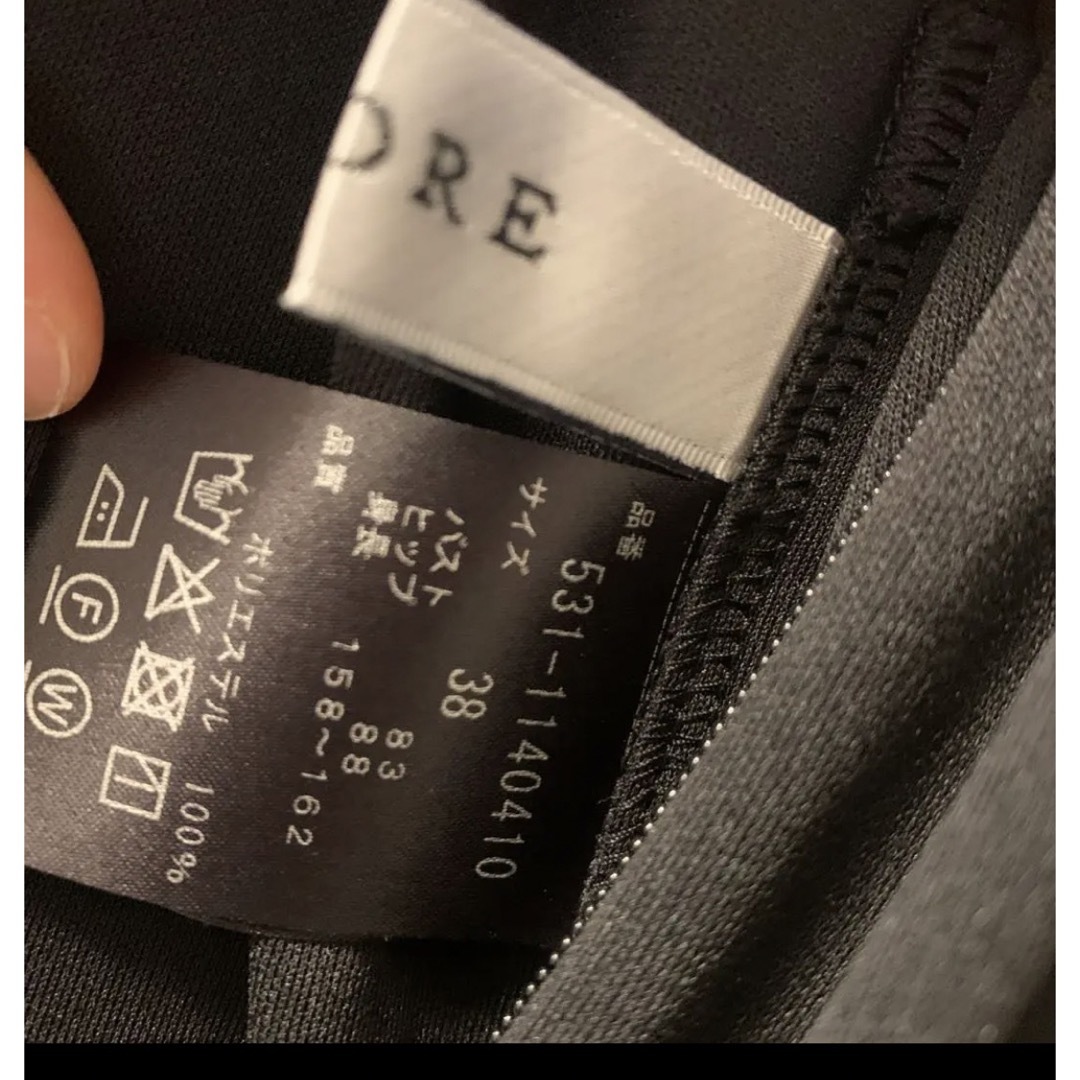 ORE
品番 531-1140410
サイズ 38
バスト 83
ヒップ 88
身長 158~162
品質
ポリエステル 100%
F
W